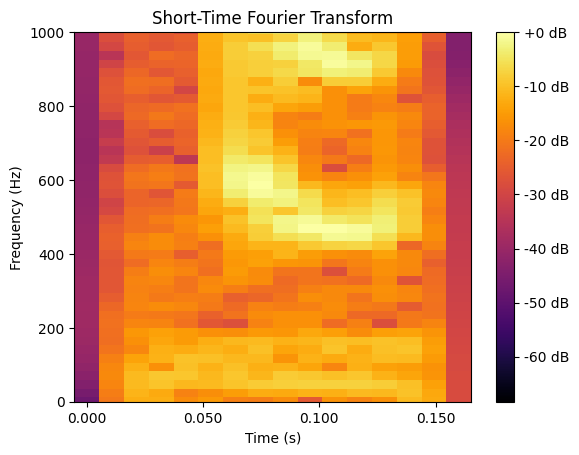 Short-Time Fourier Transform
1000
800
600
400
200
0
Frequency (Hz)
0.000
0.050
0.100
0.150
Time (s)
+0 dB
-10 dB
-20 dB
-30 dB
-40 dB
-50 dB
-60 dB